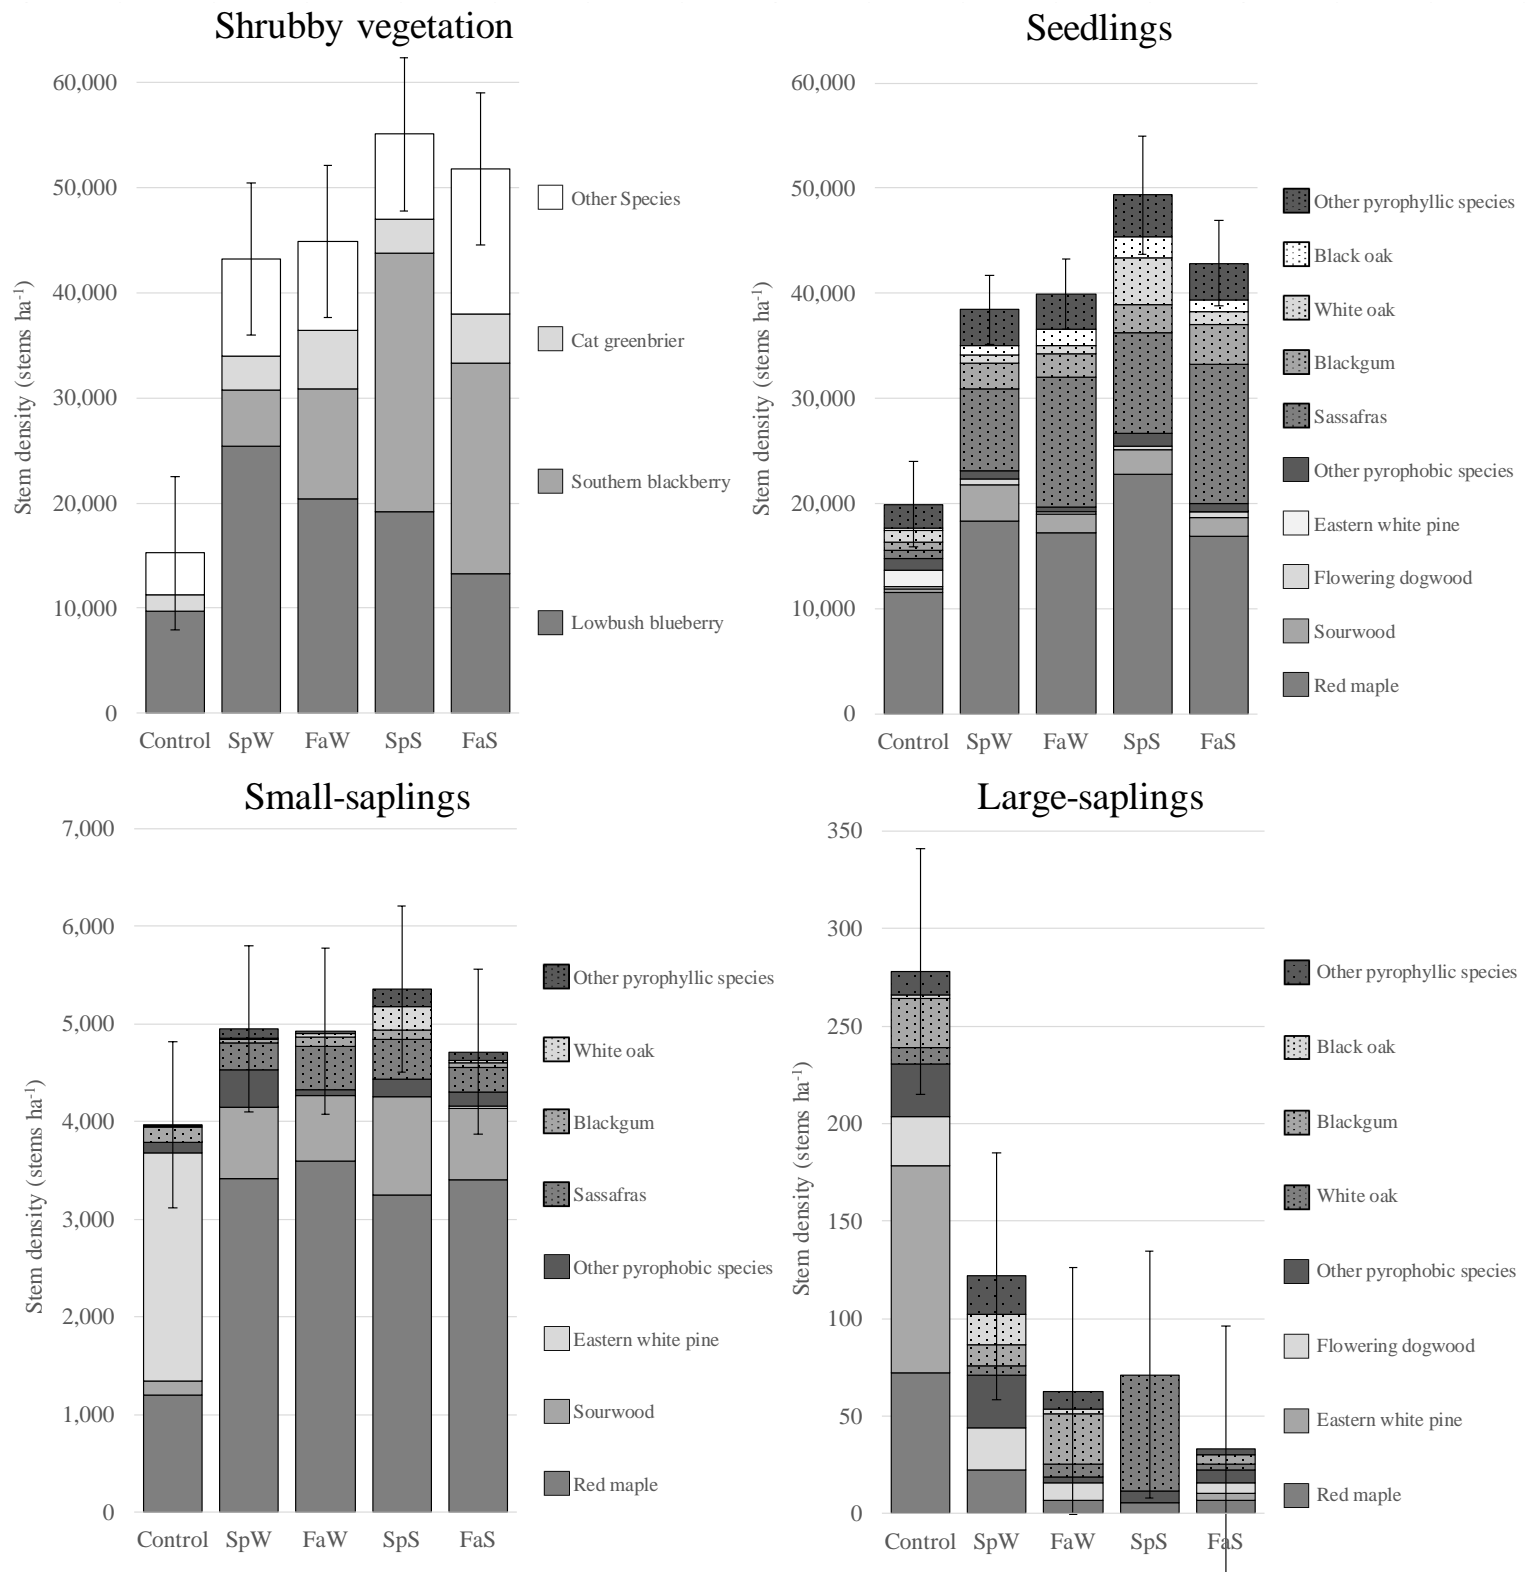 Shrubby vegetation
Stem density (stems ha⁻¹)
60,000
50,000
40,000
30,000
20,000
10,000
0
Control SpW FaW SpS FaS
Other Species
Cat greenbrier
Southern blackberry
Lowbush blueberry
Seedlings
Stem density (stems ha⁻¹)
60,000
50,000
40,000
30,000
20,000
10,000
0
Control SpW FaW SpS FaS
Other pyrophyllic species
Black oak
White oak
Blackgum
Sassafras
Other pyrophobic species
Eastern white pine
Flowering dogwood
Sourwood
Red maple
Small-saplings
Stem density (stems ha⁻¹)
7,000
6,000
5,000
4,000
3,000
2,000
1,000
0
Control SpW FaW SpS FaS
Other pyrophyllic species
White oak
Blackgum
Sassafras
Other pyrophobic species
Eastern white pine
Sourwood
Red maple
Large-saplings
Stem density (stems ha⁻¹)
350
300
250
200
150
100
50
0
Control SpW FaW SpS FaS
Other pyrophyllic species
Black oak
Blackgum
White oak
Other pyrophobic species
Flowering dogwood
Eastern white pine
Red maple